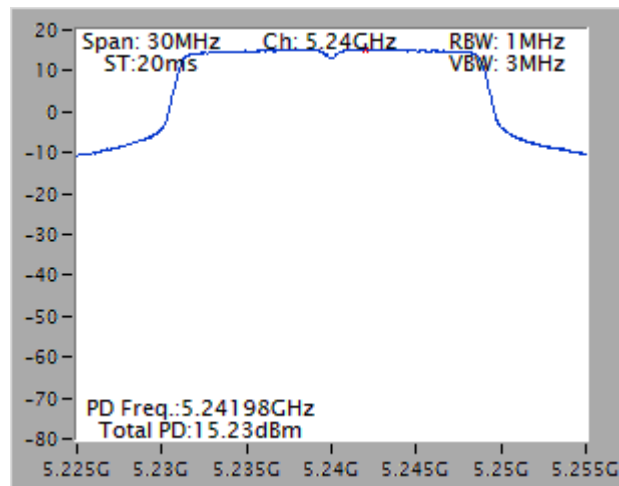 Span: 30MHz Ch: 5.24GHz RBW: 1MHz
ST:20ms VBW: 3MHz
20
10
0
-10
-20
-30
-40
-50
-60
-70
-80
PD Freq.:5.24198GHz
Total PD:15.23dBm
5.225G 5.23G 5.235G 5.24G 5.245G 5.25G 5.255G